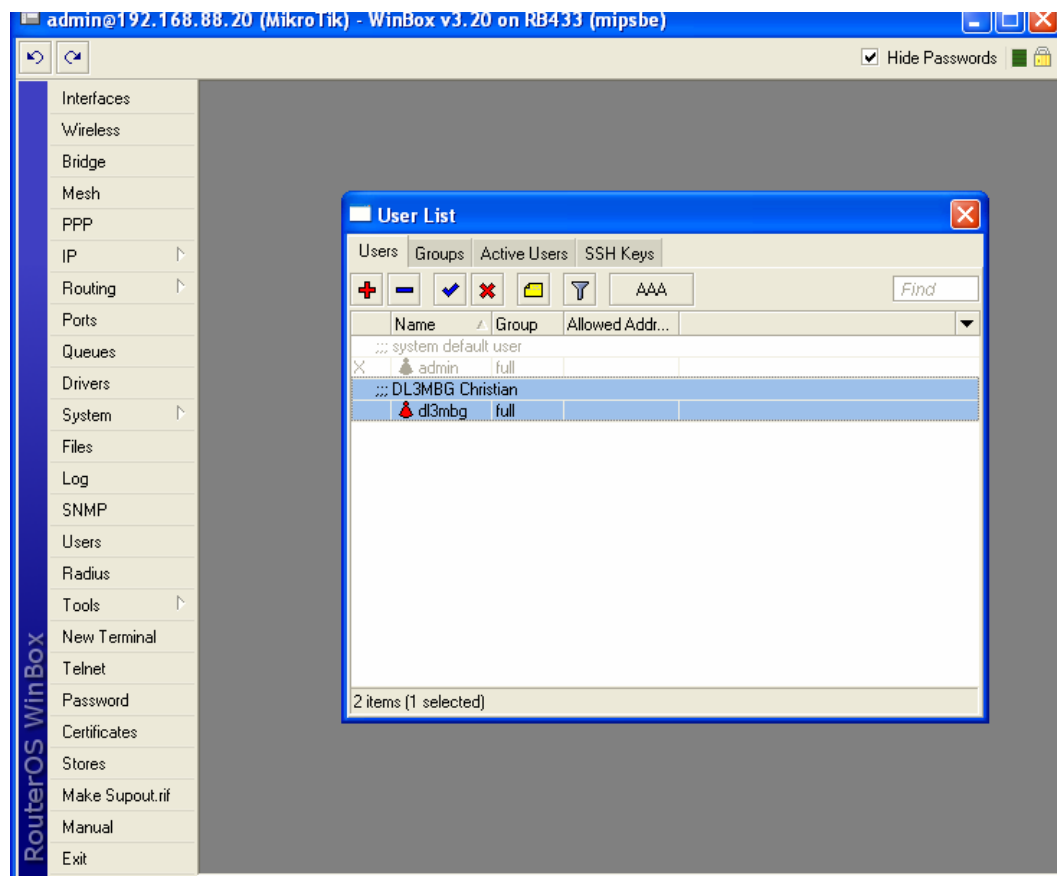 admin@192.168.88.20 (MikroTik) - WinBox v3.20 on RB433 (mipsbe)
Hide Passwords
Interfaces
Wireless
Bridge
Mesh
PPP
IP
Routing
Ports
Queues
Drivers
System
Files
Log
SNMP
Users
Radius
Tools
New Terminal
Telnet
Password
Certificates
Stores
Make Supout.rif
Manual
Exit
RouterOS WinBox
User List
Users Groups Active Users SSH Keys
AAA Find
Name Group Allowed Addr...
;;; system default user
X admin full
;;; DL3MBG Christian
dl3mbg full
2 items (1 selected)